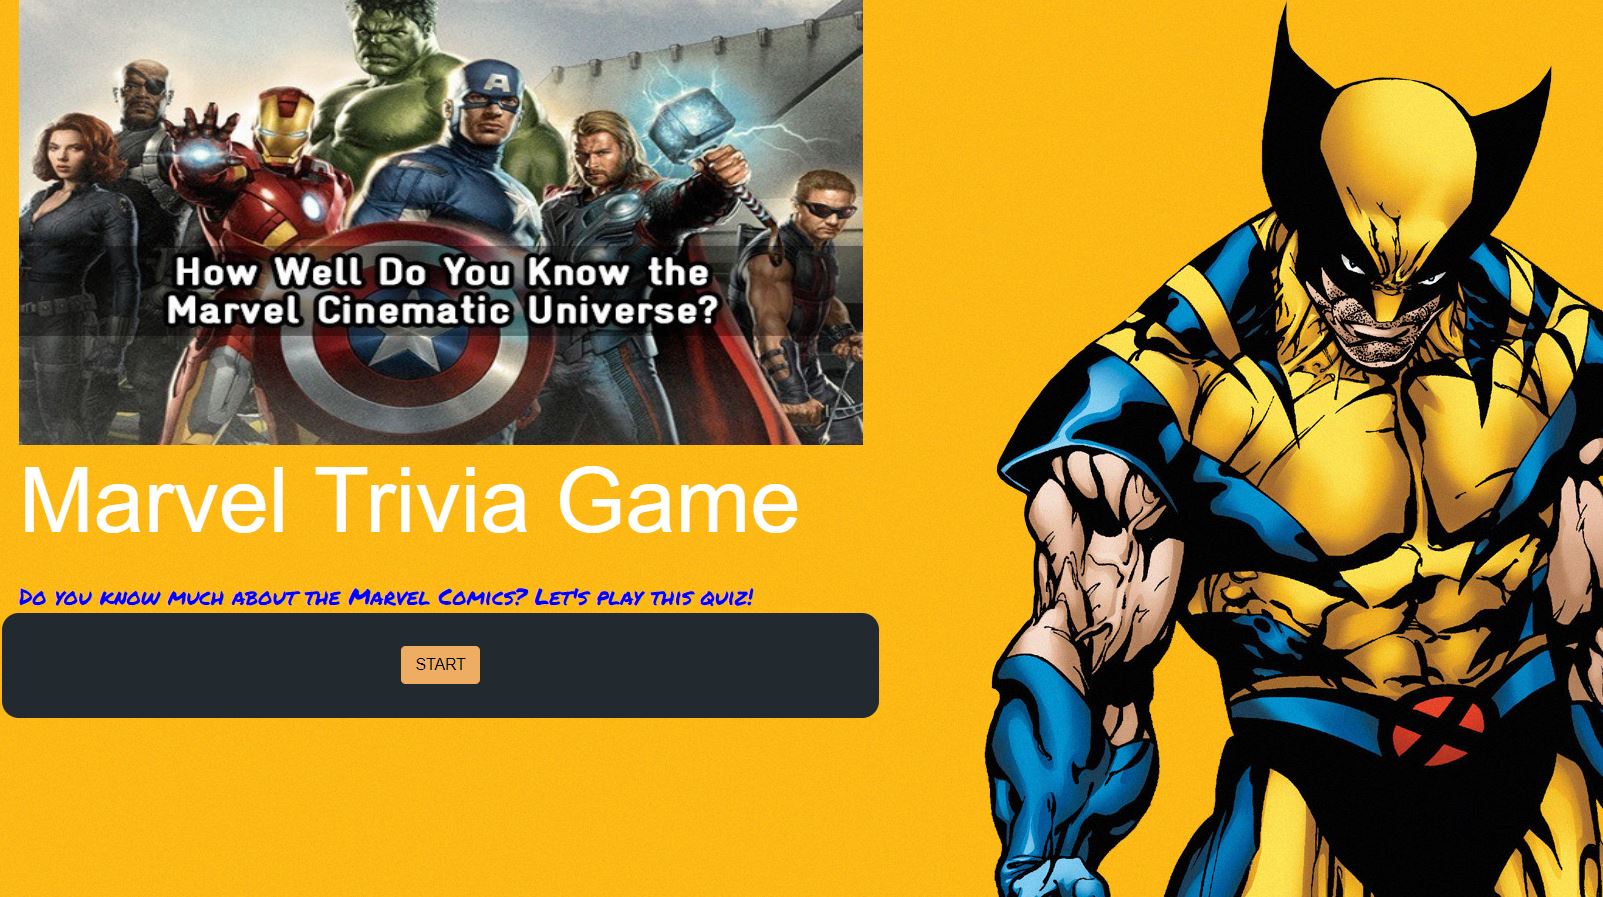 A
How Well Do You Know the
Marvel Cinematic Universe?
Marvel Trivia Game
Do you know much about the Marvel Comics? Let's play this quiz!
START